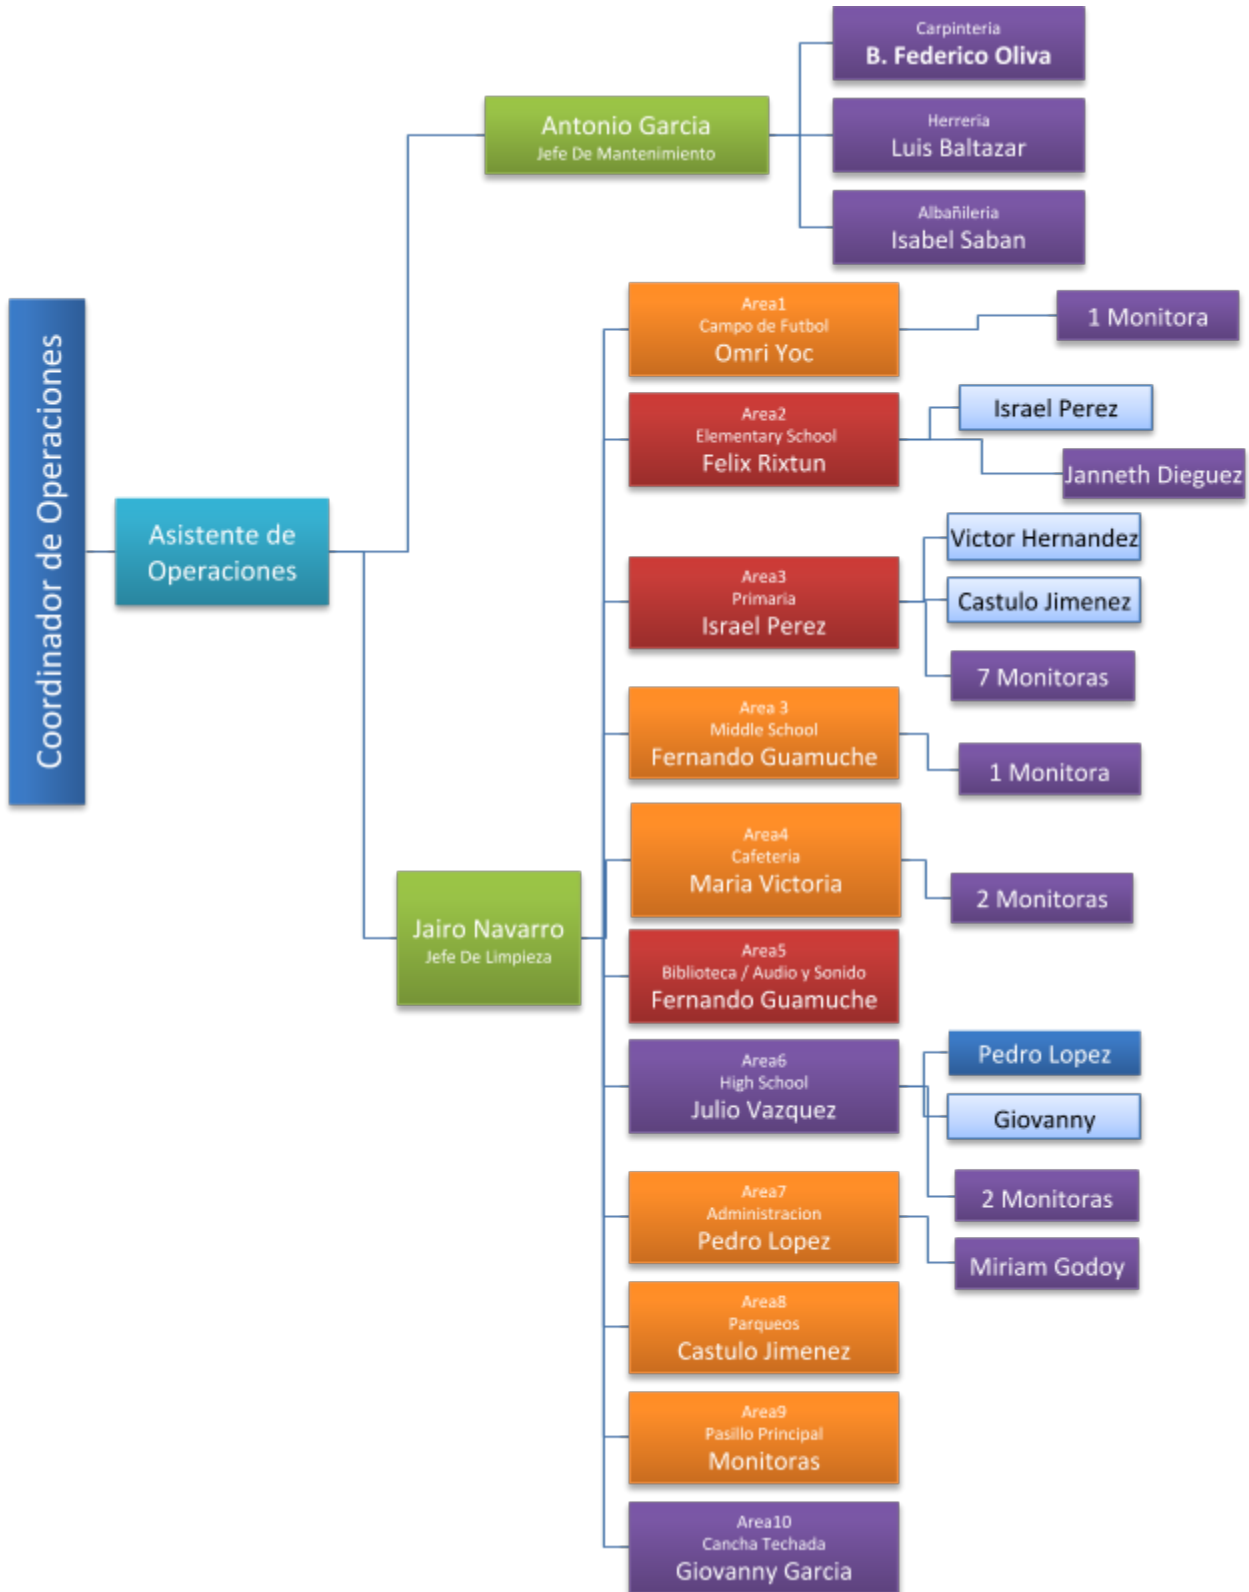 Coordinador de Operaciones
Asistente de
Operaciones
Antonio Garcia
Jefe De Mantenimiento
Carpinteria
B. Federico Oliva
Herreria
Luis Baltazar
Albañileria
Isabel Saban
Jairo Navarro
Jefe De Limpieza
Area1
Campo de Futbol
Omri Yoc
1 Monitora
Area2
Elementary School
Felix Rixtun
Israel Perez
Janneth Dieguez
Area3
Primaria
Israel Perez
Victor Hernandez
Castulo Jimenez
7 Monitoras
Area 3
Middle School
Fernando Guamuche
1 Monitora
Area4
Cafeteria
Maria Victoria
2 Monitoras
Area5
Biblioteca / Audio y Sonido
Fernando Guamuche
Area6
High School
Julio Vazquez
Pedro Lopez
Giovanny
2 Monitoras
Area7
Administracion
Pedro Lopez
Miriam Godoy
Area8
Parqueos
Castulo Jimenez
Area9
Pasillo Principal
Monitoras
Area10
Cancha Techada
Giovanny Garcia